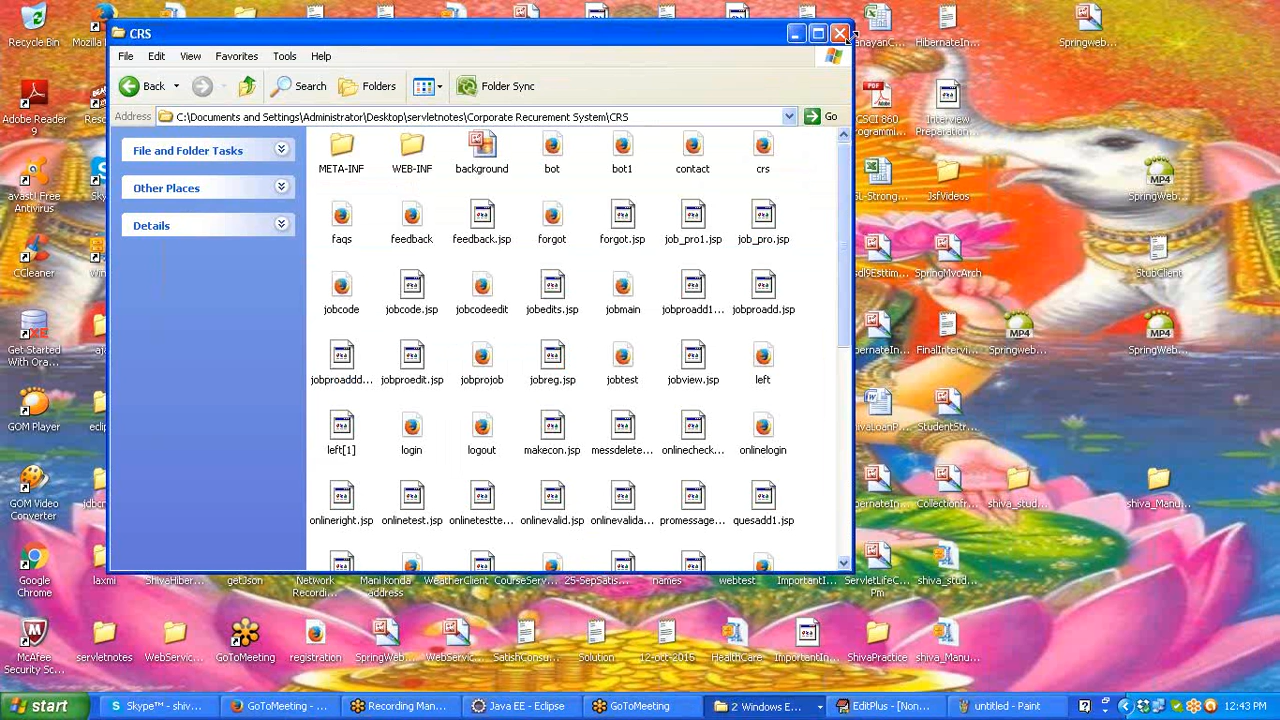 CRS
File Edit View Favorites Tools Help
Back Search Folders Folder Sync
Address C:\Documents and Settings\Administrator\Desktop\servletnotes\Corporate Recurement System\CRS Go
File and Folder Tasks
Other Places
Details
META-INF WEB-INF background bot bot1 contact crs
faqs feedback feedback.jsp forgot forgot.jsp job_pro1.jsp job_pro.jsp
jobcode jobcode.jsp jobcodeedit jobedits.jsp jobmain jobproadd1... jobproadd.jsp
jobproaddd... jobproedit.jsp jobprojob jobreg.jsp jobtest jobview.jsp left
left[1] login logout makecon.jsp messdelete... onlinecheck... onlinelogin
onlineright.jsp onlinetest.jsp onlinetestte... onlinevalid.jsp onlinevalida... promessage... quesadd1.jsp
Recycle Bin
Adobe Reader
9
avast! Free
Antivirus
CCleaner
Get Started
With Ora...
GOM Player
GOM Video
Converter
Google
Chrome
McAfee
Security Sc...
HibernateIn...
Springweb...
CSCI 860
Interview
Preparation...
JsfVideos
SpringWeb...
SpringMvcArch
StubClient
FinalIntervi...
Springweb...
SpringWeb...
StudentStr...
Collectionfr...
shiva_stud...
shiva_Manu...
ServletLifeC...
shiva_stud...
laxmi ShivaHiber... getJson Network
Recordi... Mani konda
address WeatherClient CourseServ... 25-SepSatis... names webtest ImportantI...
servletnotes WebServic... GoToMeeting registration SpringWeb... WebServic... SatishConsu... Solution 12-oct-2015 HealthCare ImportantIn... ShivaPractice shiva_Manu...
start Skype™ - shiv... GoToMeeting - ... Recording Man... Java EE - Eclipse GoToMeeting 2 Windows E... EditPlus - [Non... untitled - Paint 12:43 PM